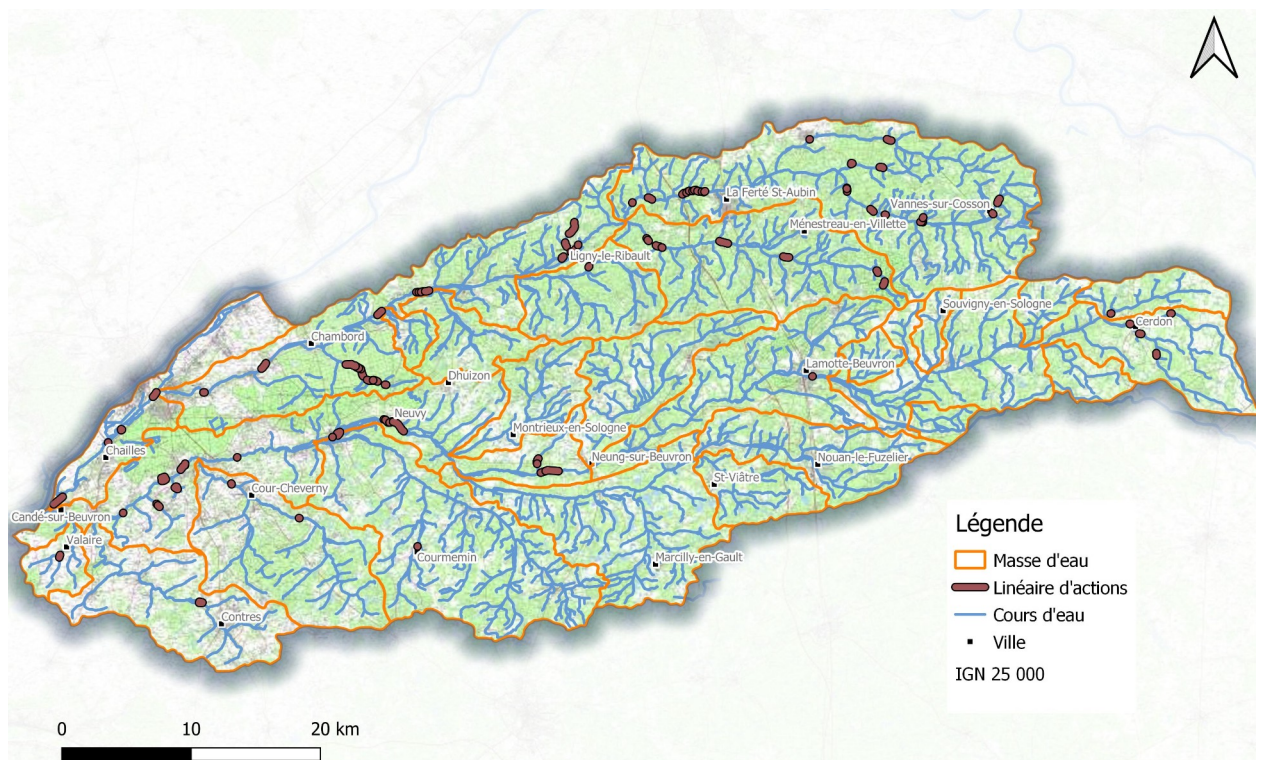 La Ferté St-Aubin
Vannes-sur-Cosson
Ménestreau-en-Villette
Ligny-le-Ribault
Souvigny-en-Sologne
Cerdon
Chambord
Lamotte-Beuvron
Dhuizon
Neuvy
Montrieux-en-Sologne
Chailles
Neung-sur-Beuvron
Nouan-le-Fuzelier
St-Viâtre
Cour-Cheverny
Candé-sur-Beuvron
Valaire
Courmemin
Marcilly-en-Gault
Contres
Légende
Masse d'eau
Linéaire d'actions
Cours d'eau
Ville
IGN 25 000
0 10 20 km